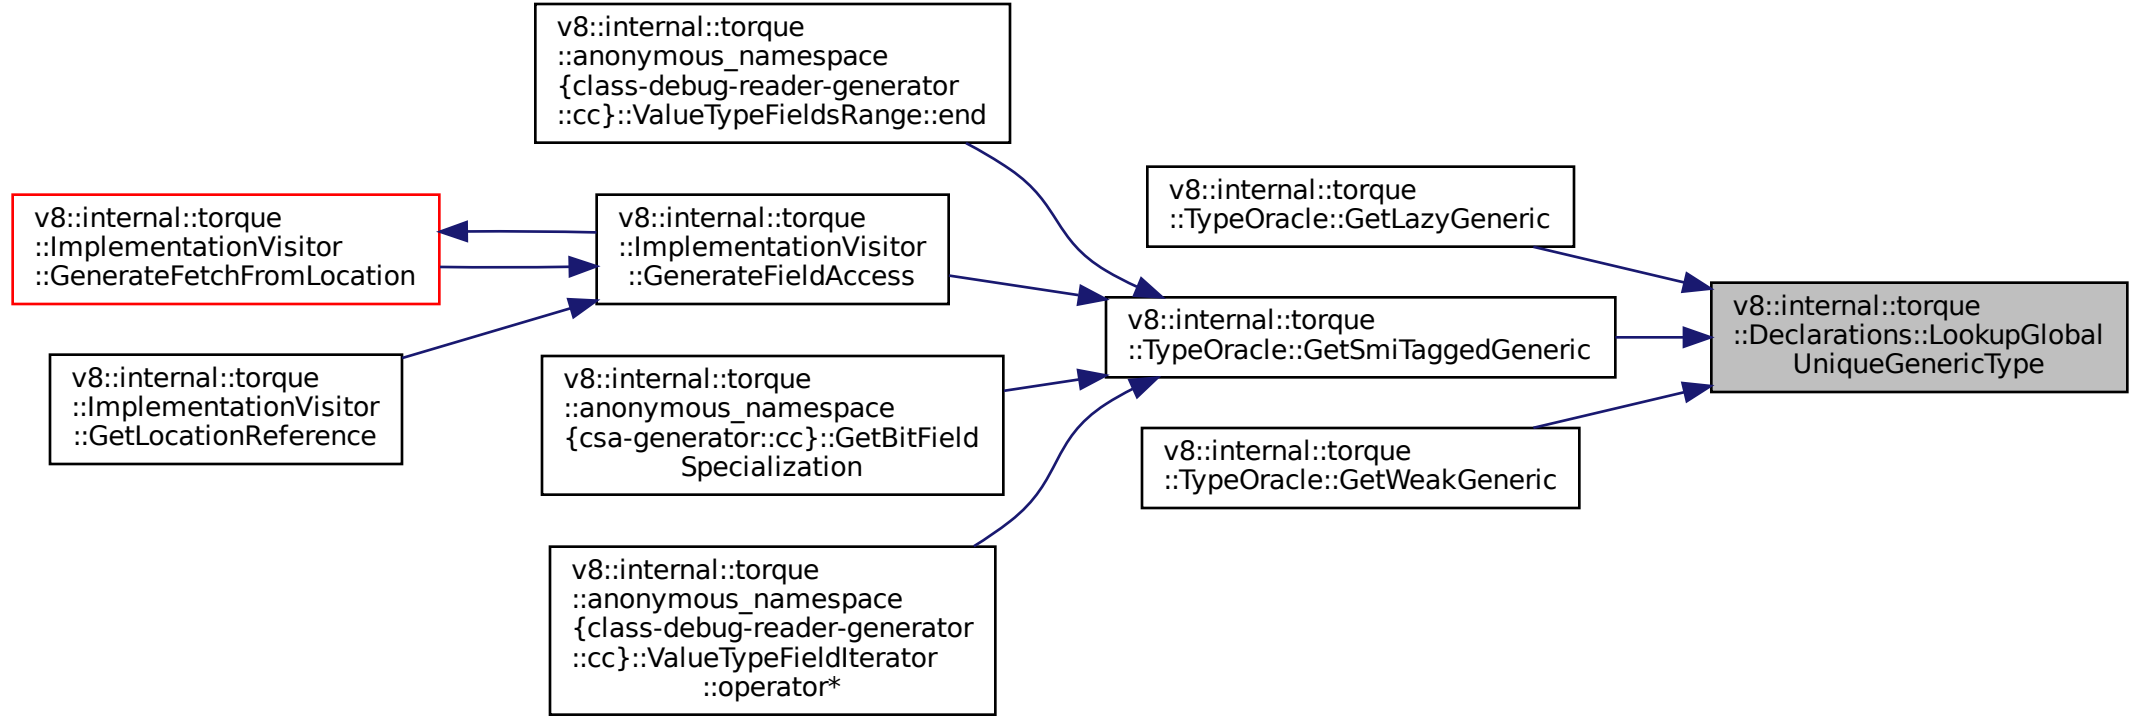 v8::internal::torque
::anonymous_namespace
{class-debug-reader-generator
::cc}::ValueTypeFieldsRange::end
v8::internal::torque
::ImplementationVisitor
::GenerateFetchFromLocation
v8::internal::torque
::ImplementationVisitor
::GenerateFieldAccess
v8::internal::torque
::TypeOracle::GetLazyGeneric
v8::internal::torque
::Declarations::LookupGlobal
UniqueGenericType
v8::internal::torque
::TypeOracle::GetSmiTaggedGeneric
v8::internal::torque
::ImplementationVisitor
::GetLocationReference
v8::internal::torque
::anonymous_namespace
{csa-generator::cc}::GetBitField
Specialization
v8::internal::torque
::TypeOracle::GetWeakGeneric
v8::internal::torque
::anonymous_namespace
{class-debug-reader-generator
::cc}::ValueTypeFieldIterator
::operator*